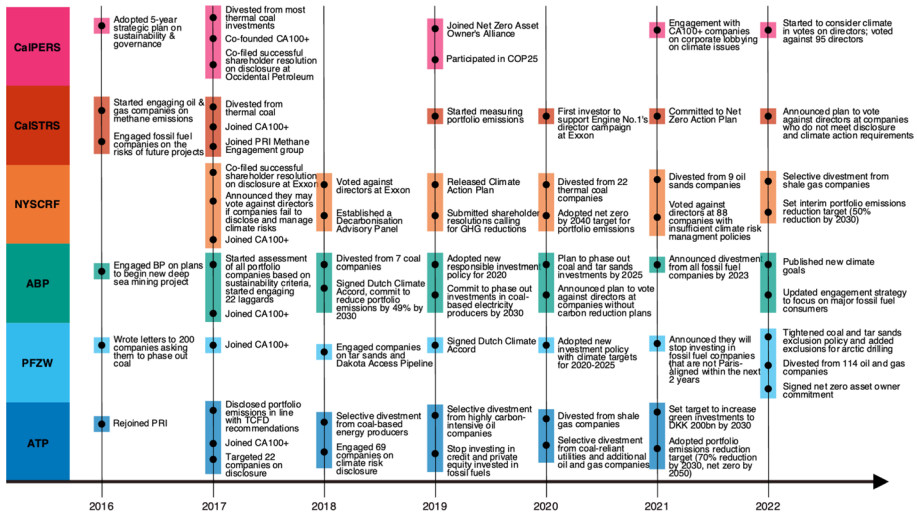 CalPERS
Adopted 5-year
strategic plan on
sustainability &
governance
Divested from most
thermal coal
investments
Co-founded CA100+
Co-filed successful
shareholder resolution
on disclosure at
Occidental Petroleum
Joined Net Zero Asset
Owner's Alliance
Participated in COP25
Engagement with
CA100+ companies
on corporate lobbying
on climate issues
Started to consider climate
in votes on directors; voted
against 95 directors
CalSTRS
Started engaging oil &
gas companies on
methane emissions
Engaged fossil fuel
companies on the
risks of future projects
Divested from
thermal coal
Joined CA100+
Joined PRI Methane
Engagement group
Started measuring
portfolio emissions
First investor to
support Engine No.1's
director campaign
at Exxon
Committed to Net
Zero Action Plan
Announced plan to vote
against directors at companies
who do not meet disclosure
and climate action requirements
NYSCRF
Co-filed successful
shareholder resolution
on disclosure at Exxon
Announced they may
vote against directors
if companies fail to
disclose and manage
climate risks
Joined CA100+
Voted against
directors at Exxon
Established a
Decarbonisation
Advisory Panel
Released Climate
Action Plan
Submitted shareholder
resolutions calling
for GHG reductions
Divested from 22
thermal coal
companies
Adopted net zero
by 2040 target for
portfolio emissions
Divested from 9 oil
sands companies
Voted against
directors at 88
companies with
insufficient climate risk
managment policies
Selective divestment from
shale gas companies
Set interim portfolio emissions
reduction target (50%
reduction by 2030)
ABP
Engaged BP on plans
to begin new deep
sea mining project
Started assessment
of all portfolio
companies based on
sustainability criteria,
started engaging
22 laggards
Joined CA100+
Divested from 7 coal
companies
Signed Dutch Climate
Accord, commit to
reduce portfolio
emissions by 49% by
2030
Adopted new
responsible investment
policy for 2020
Commit to phase out
investments in coal-
based electricity
producers by 2030
Plan to phase out
coal and tar sands
investments by 2025
Announced plan to vote
against directors at
companies without
carbon reduction plans
Announced divestment
from all fossil fuel
companies by 2023
Published new climate
goals
Updated engagement strategy
to focus on major fossil fuel
consumers
PFZW
Wrote letters to 200
companies asking
them to phase out
coal
Joined CA100+
Engaged companies
on tar sands and
Dakota Access Pipeline
Signed Dutch Climate
Accord
Adopted new
investment policy
with climate targets
for 2020-2025
Announced they will
stop investing in
fossil fuel companies
that are not Paris-
aligned within the next
2 years
Tightened coal and tar sands
exclusion policy and added
exclusions for arctic drilling
Divested from 114 oil and gas
companies
Signed net zero asset owner
commitment
ATP
Rejoined PRI
Disclosed portfolio
emissions in line
with TCFD
recommendations
Joined CA100+
Targeted 22
companies on
disclosure
Selective divestment
from coal-based
energy producers
Engaged 69
companies on
climate risk
disclosure
Selective divestment
from highly carbon-
intensive oil
companies
Stop investing in
credit and private
equity invested in
fossil fuels
Divested from shale
gas companies
Selective divestment
from coal-reliant
utilities and additional
oil and gas companies
Set target to increase
green investments to
DKK 200bn by 2030
Adopted portfolio
emissions reduction
target (70% reduction
by 2030, net zero by
2050)
2016
2017
2018
2019
2020
2021
2022